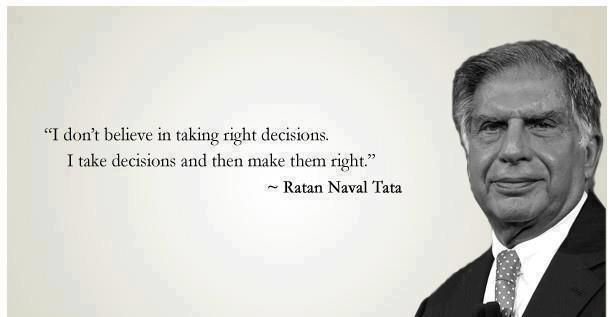 “I don’t believe in taking right decisions.
I take decisions and then make them right.”
~ Ratan Naval Tata